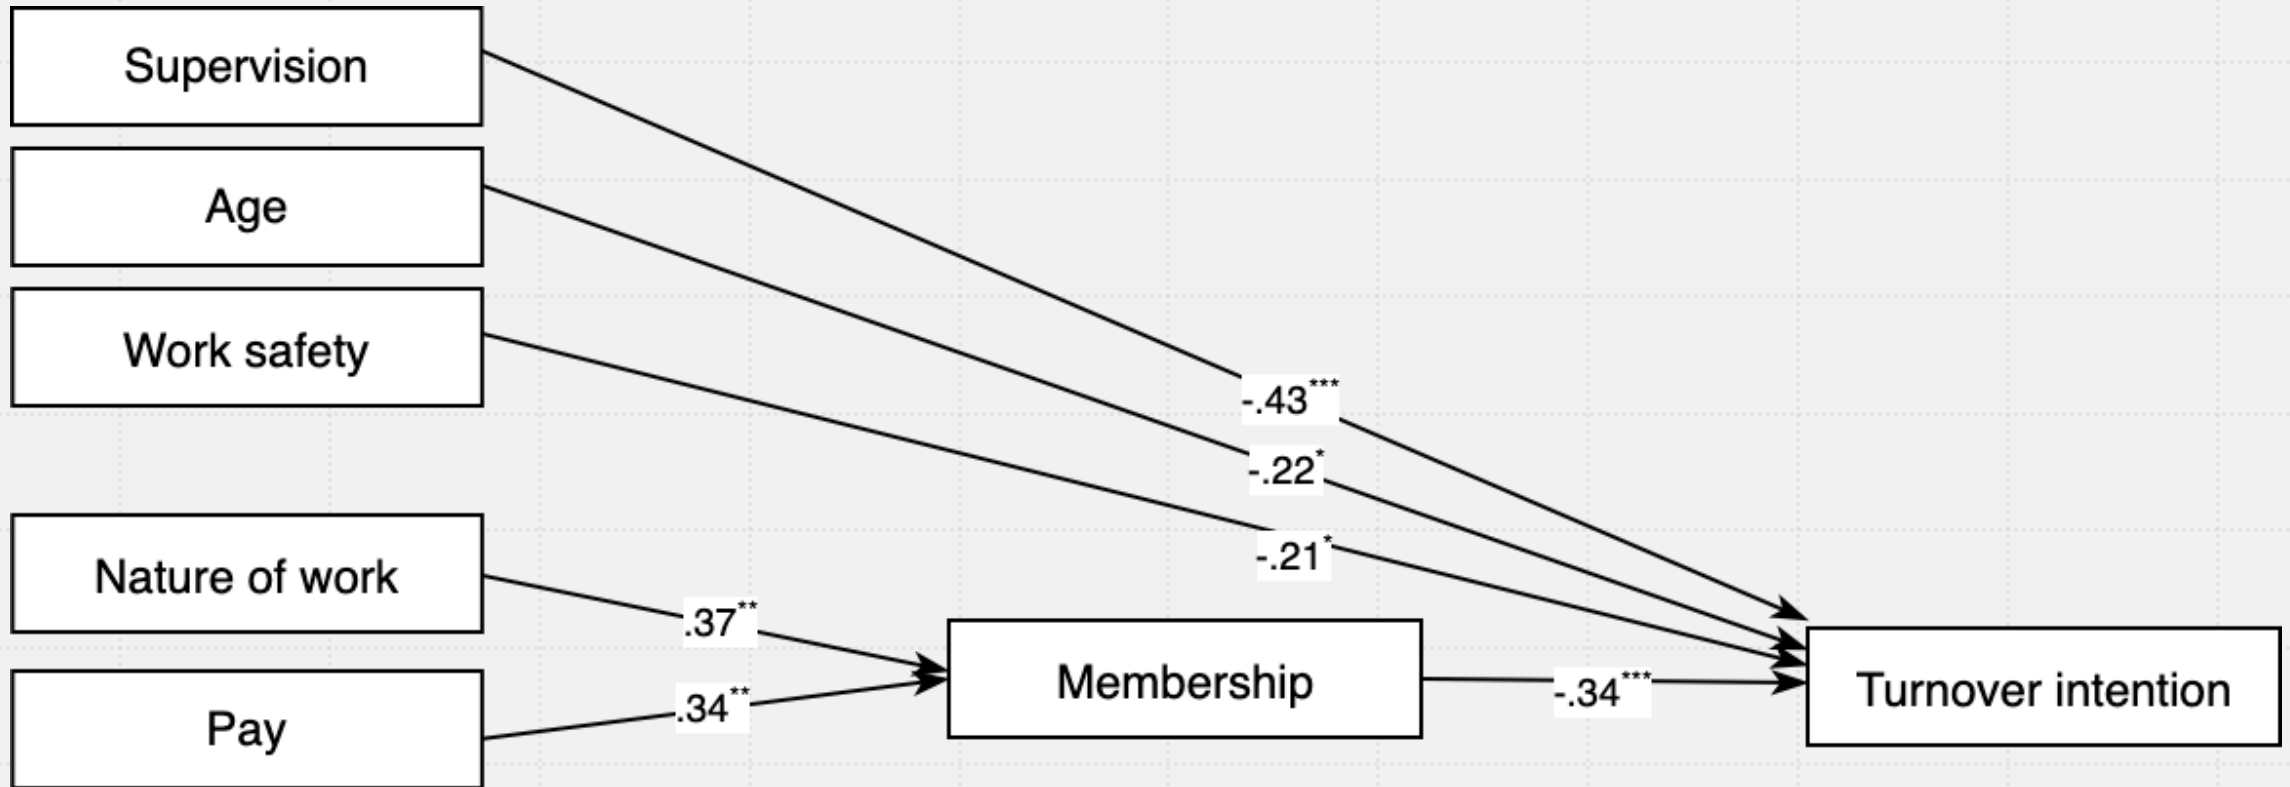 Supervision
Age
Work safety
-.43***
-.22*
-.21*
Nature of work
.37**
Membership
-.34***
Turnover intention
.34**
Pay